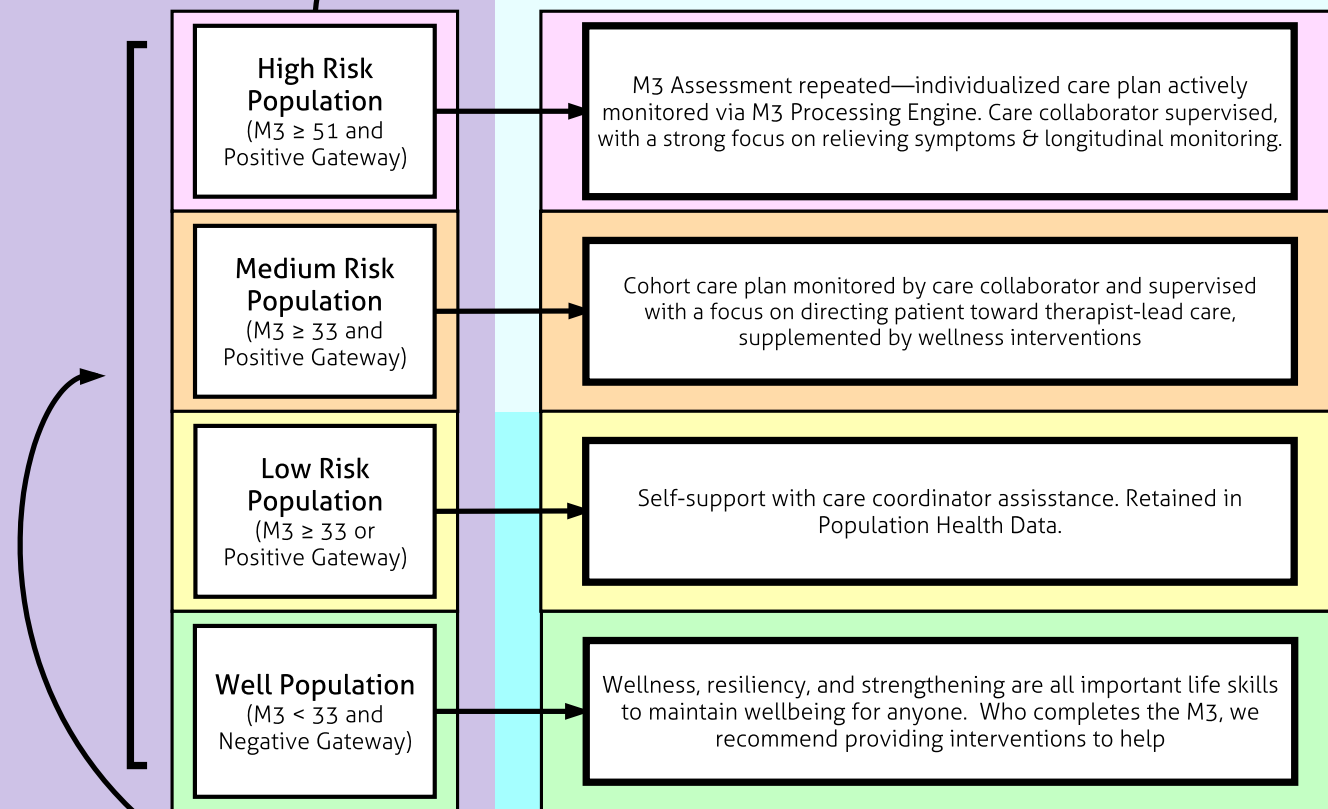 High Risk
Population
(M3 ≥ 51 and
Positive Gateway)
M3 Assessment repeated—individualized care plan actively
monitored via M3 Processing Engine. Care collaborator supervised,
with a strong focus on relieving symptoms & longitudinal monitoring.
Medium Risk
Population
(M3 ≥ 33 and
Positive Gateway)
Cohort care plan monitored by care collaborator and supervised
with a focus on directing patient toward therapist-lead care,
supplemented by wellness interventions
Low Risk
Population
(M3 ≥ 33 or
Positive Gateway)
Self-support with care coordinator assisstance. Retained in
Population Health Data.
Well Population
(M3 < 33 and
Negative Gateway)
Wellness, resiliency, and strengthening are all important life skills
to maintain wellbeing for anyone.  Who completes the M3, we
recommend providing interventions to help